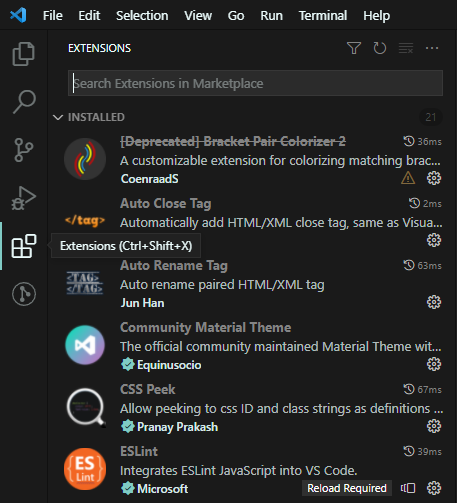 File Edit Selection View Go Run Terminal Help
EXTENSIONS
Search Extensions in Marketplace
INSTALLED 21
[Deprecated] Bracket Pair Colorizer 2 36ms
A customizable extension for colorizing matching brac...
CoenraadS
Auto Close Tag 2ms
</tag> Automatically add HTML/XML close tag, same as Visua...
Extensions (Ctrl+Shift+X)
Auto Rename Tag 63ms
<TAG>
</TAG> Auto rename paired HTML/XML tag
Jun Han
Community Material Theme
The official community maintained Material Theme wit...
Equinusocio
CSS Peek 67ms
Allow peeking to css ID and class strings as definitions ...
Pranay Prakash
ESLint 39ms
ES Lint Integrates ESLint JavaScript into VS Code.
Microsoft Reload Required